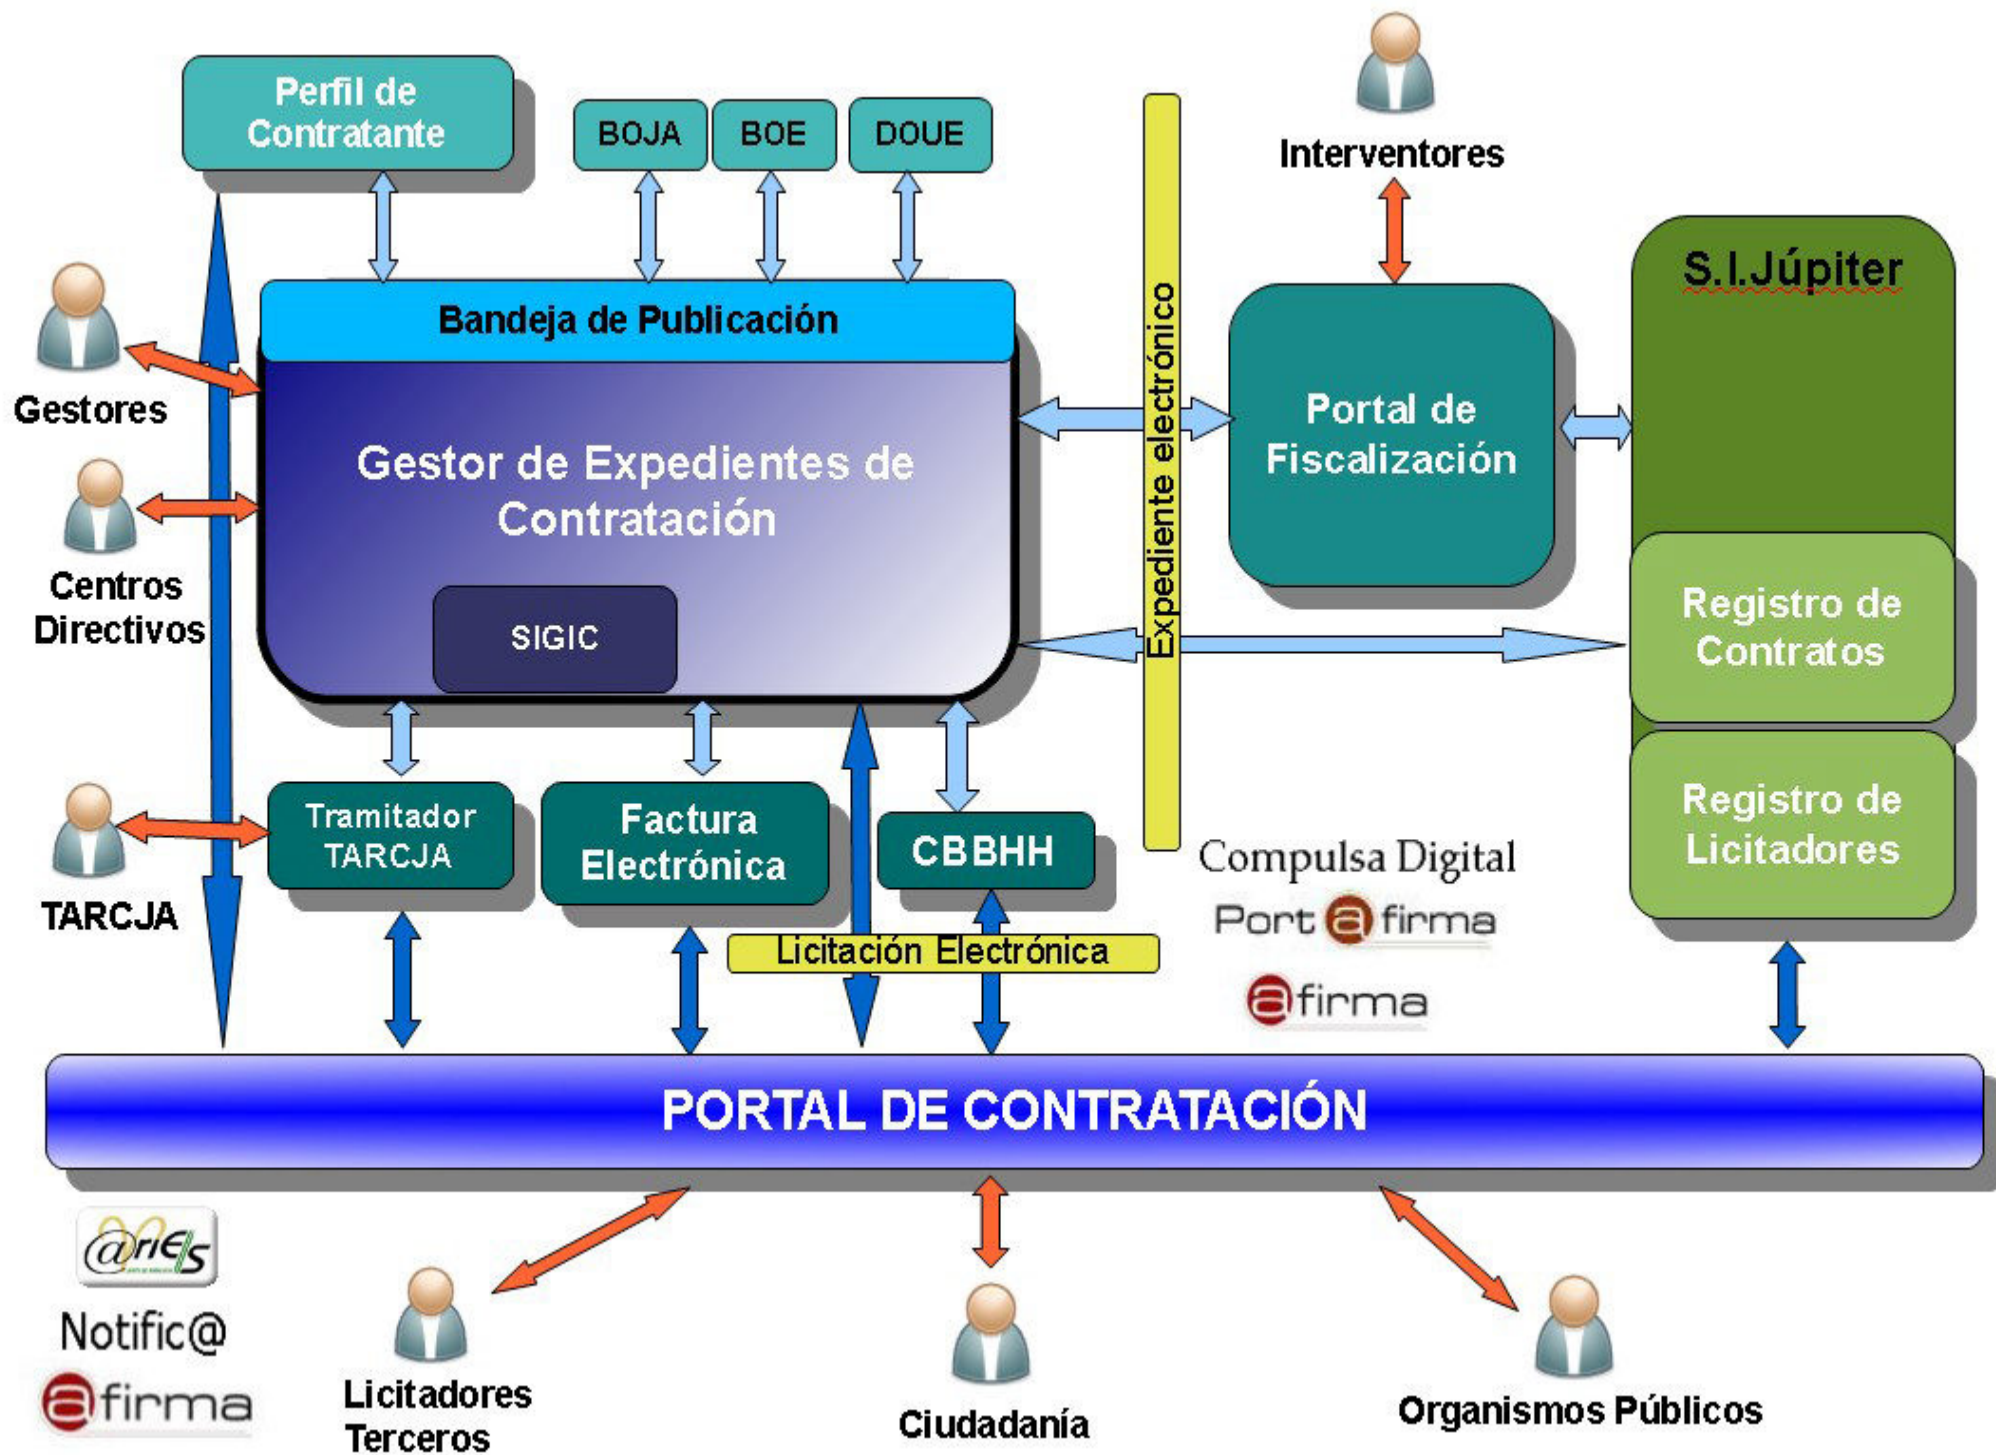 Perfil de
Contratante
BOJA
BOE
DOUE
Interventores
S.I.Júpiter
Bandeja de Publicación
Gestores
Gestor de Expedientes de
Contratación
Expediente electrónico
Portal de
Fiscalización
Centros
Directivos
SIGIC
Registro de
Contratos
Tramitador
TARCJA
Factura
Electrónica
CBBHH
Registro de
Licitadores
TARCJA
Compulsa Digital
Port@firma
Licitación Electrónica
@firma
PORTAL DE CONTRATACIÓN
@rieS
Notific@
@firma
Licitadores
Terceros
Ciudadanía
Organismos Públicos